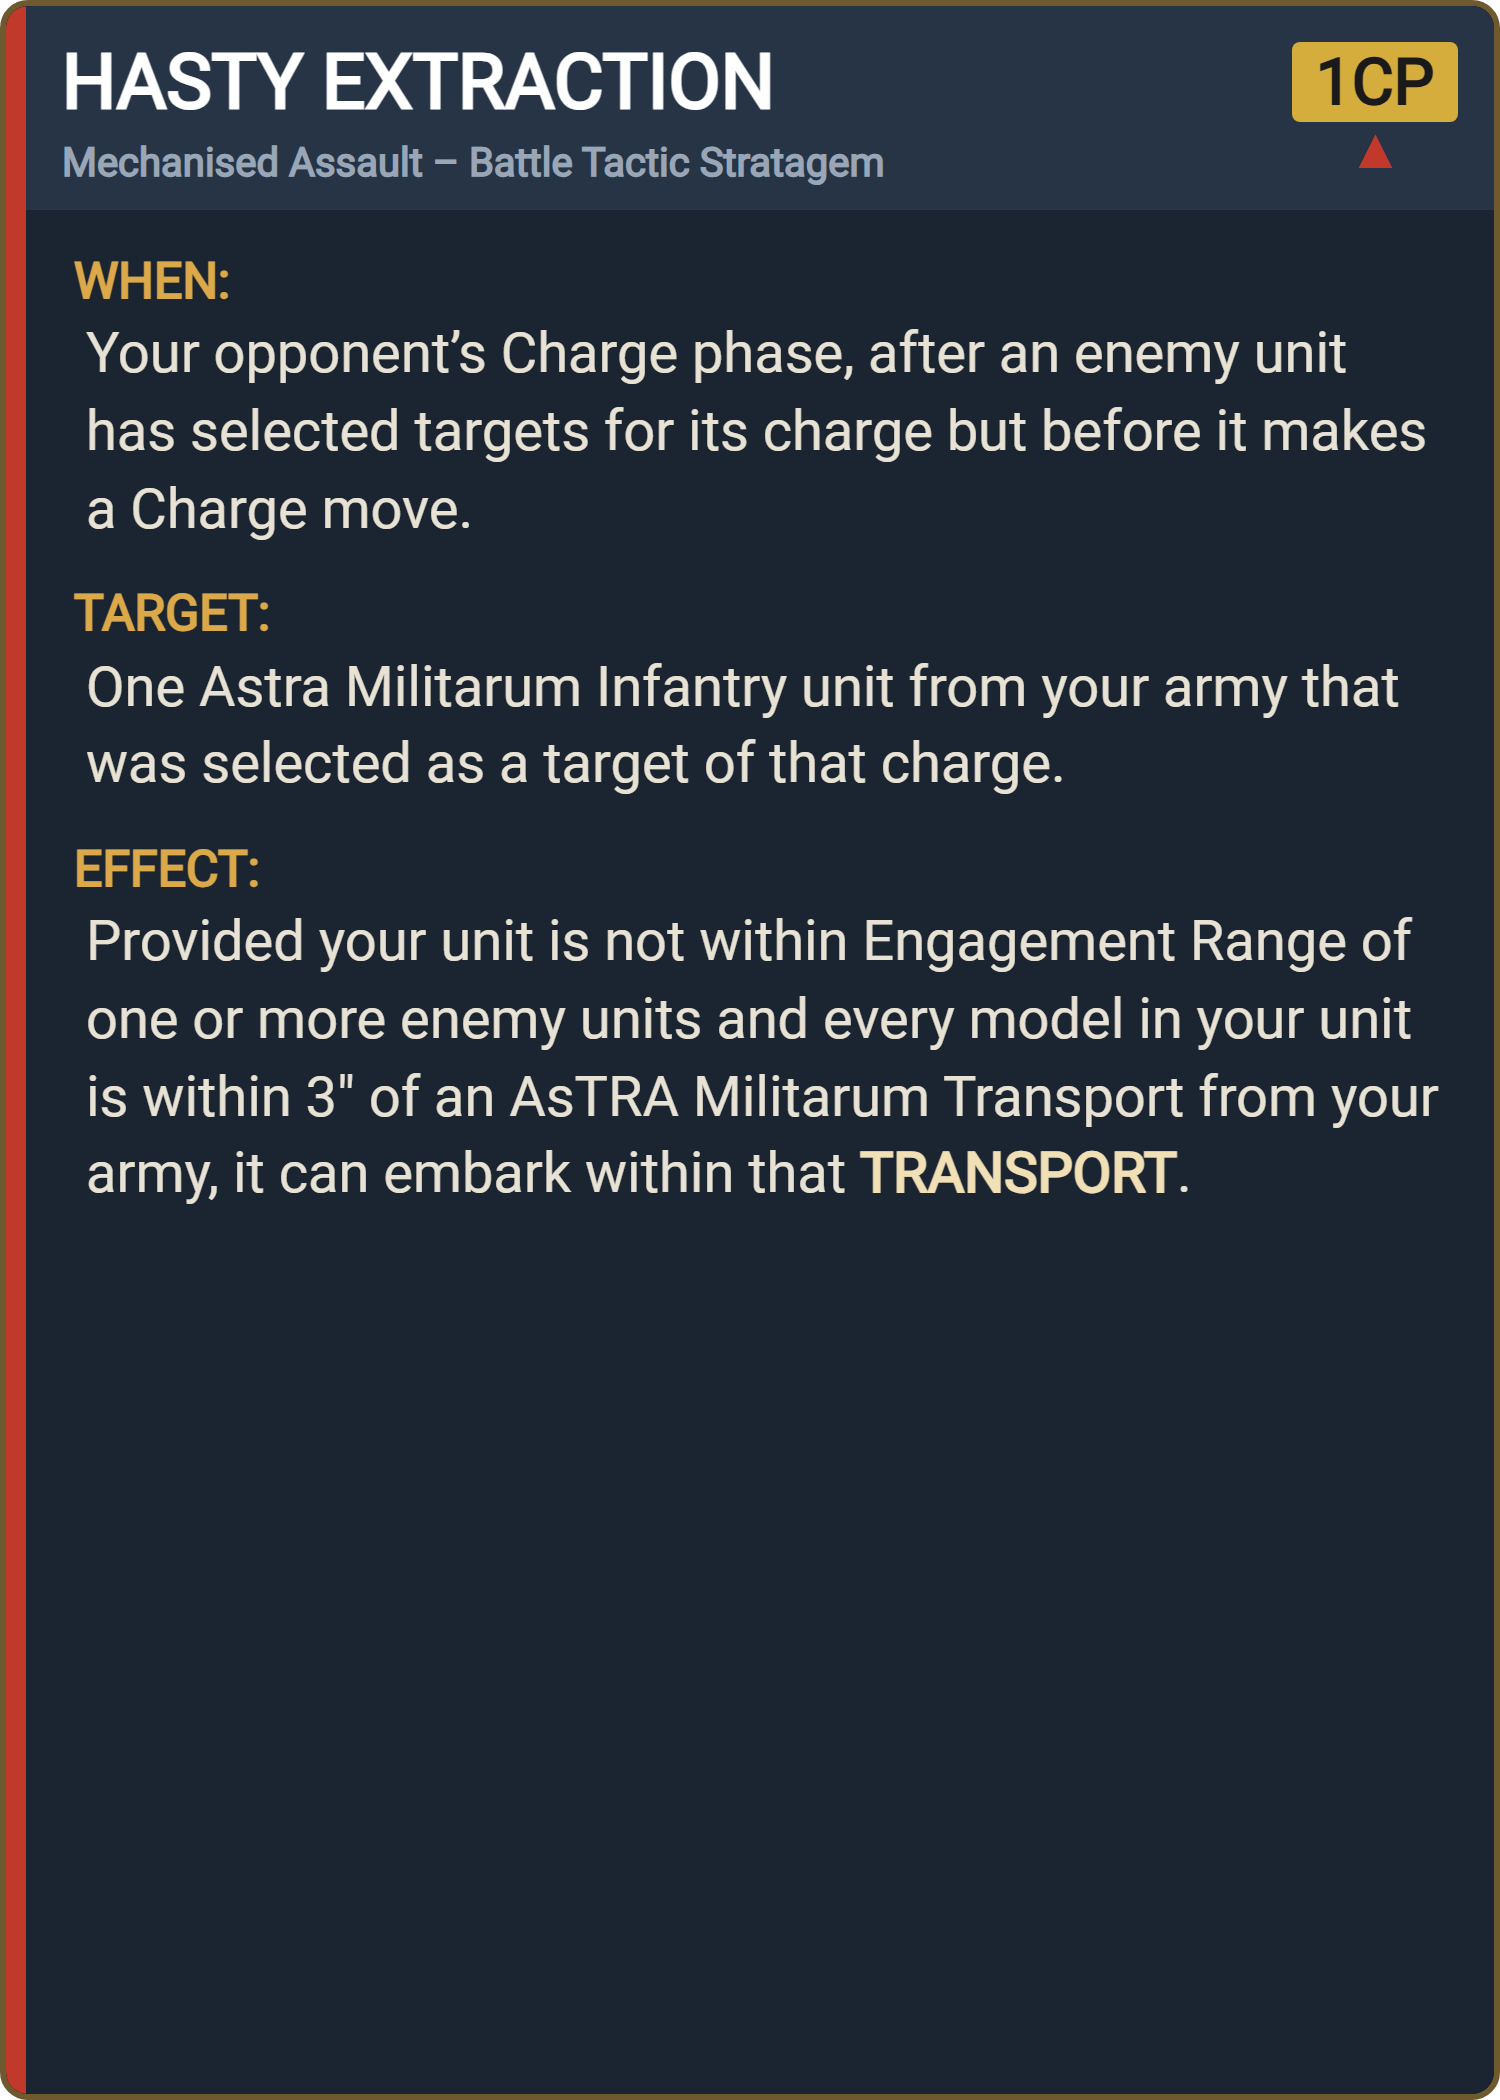 HASTY EXTRACTION
1CP
Mechanised Assault – Battle Tactic Stratagem
WHEN:
Your opponent’s Charge phase, after an enemy unit
has selected targets for its charge but before it makes
a Charge move.
TARGET:
One Astra Militarum Infantry unit from your army that
was selected as a target of that charge.
EFFECT:
Provided your unit is not within Engagement Range of
one or more enemy units and every model in your unit
is within 3" of an AsTRA Militarum Transport from your
army, it can embark within that TRANSPORT.